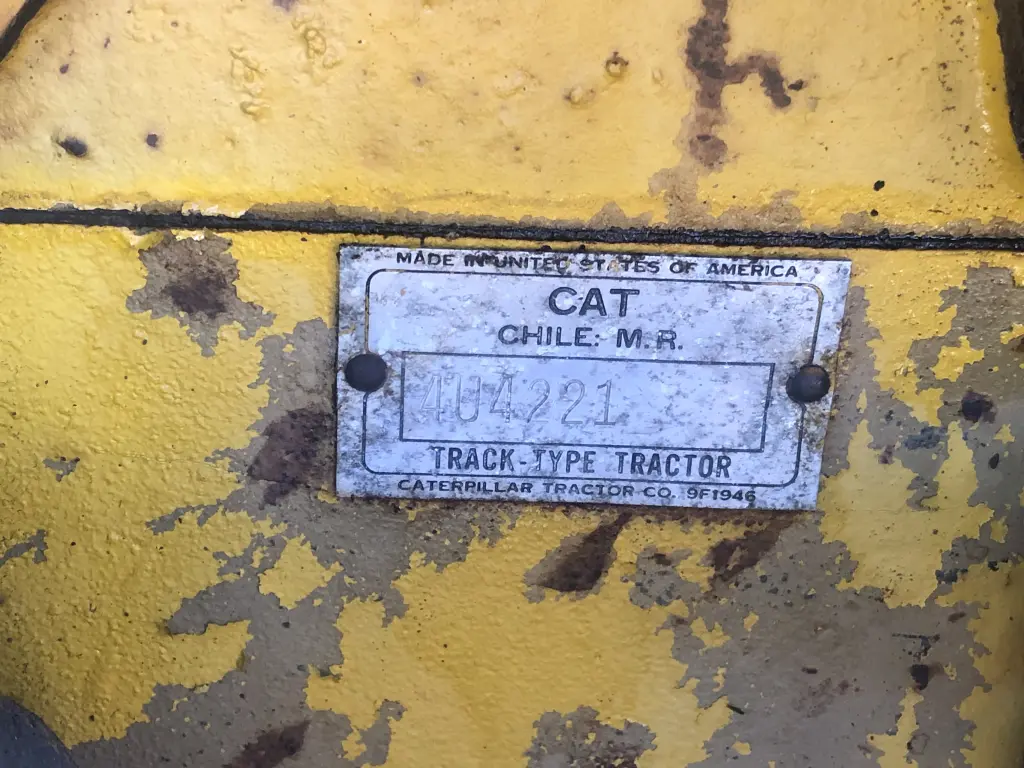 MADE IN UNITED STATES OF AMERICA
CAT
CHILE: M.R.
4U4221
TRACK-TYPE TRACTOR
CATERPILLAR TRACTOR CO. 9F1946